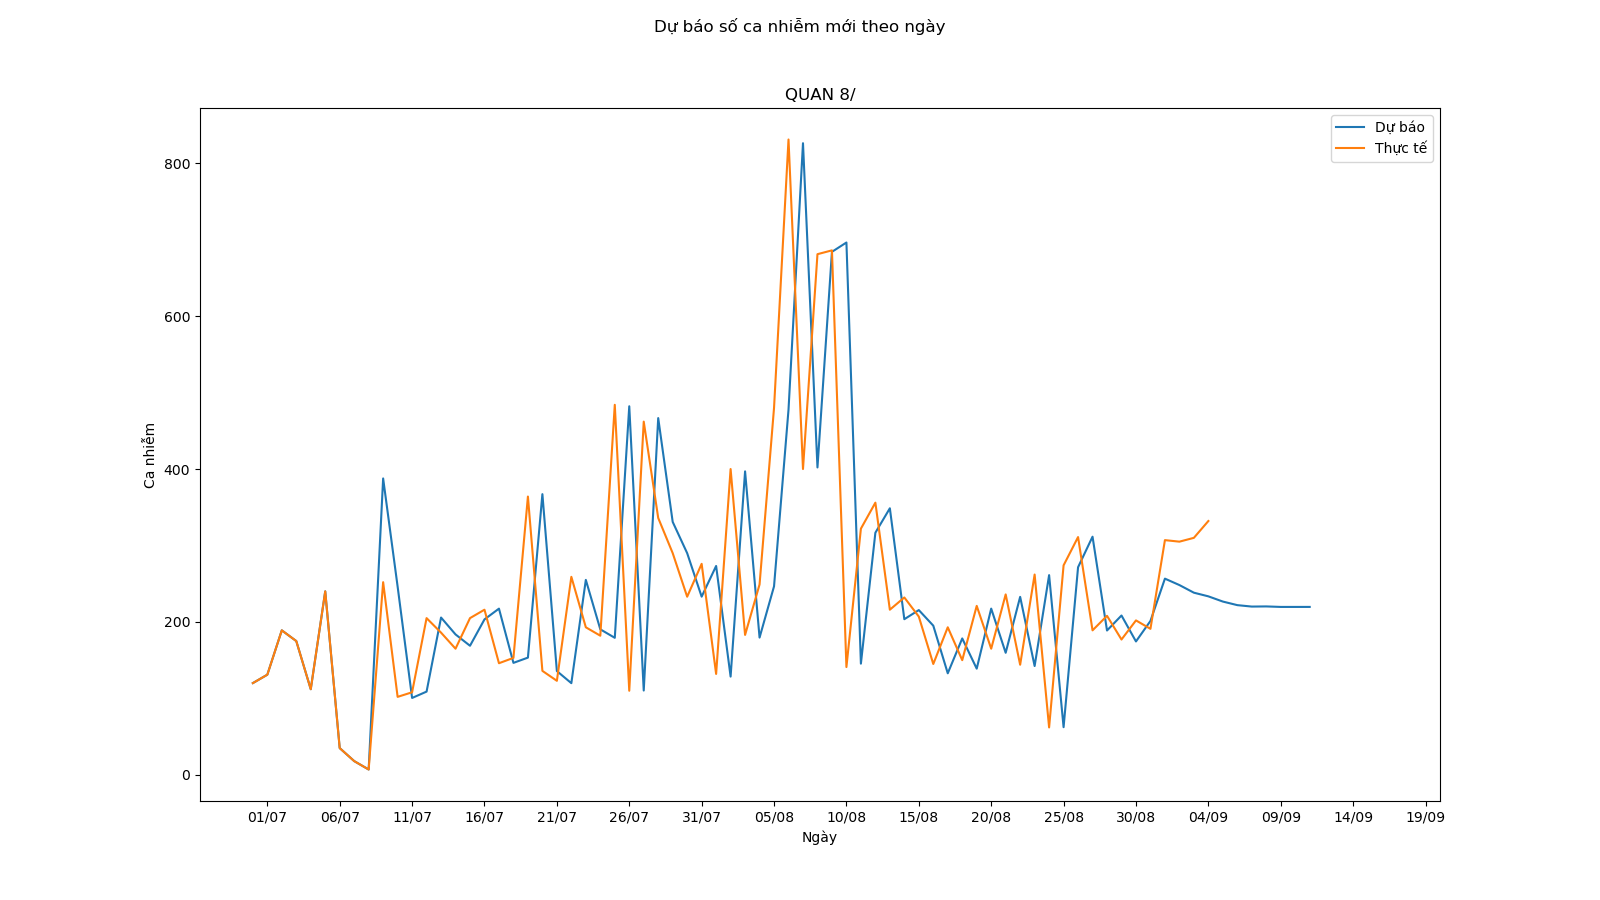 Dự báo số ca nhiễm mới theo ngày
QUAN 8/
Dự báo
Thực tế
800
600
400
200
0
Ca nhiễm
01/07 06/07 11/07 16/07 21/07 26/07 31/07 05/08 10/08 15/08 20/08 25/08 30/08 04/09 09/09 14/09 19/09
Ngày